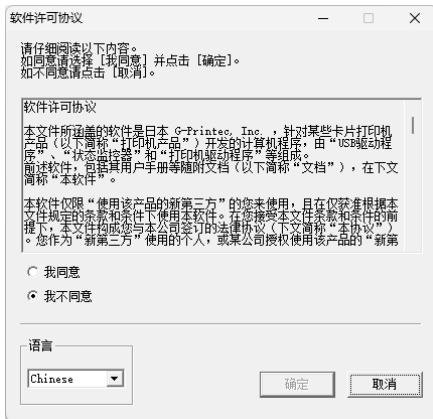 软件许可协议
请仔细阅读以下内容。
如同意请选择 [我同意] 并点击 [确定]。
如不同意请点击 [取消]。
软件许可协议
本文件所涵盖的软件是日本 G-Printec, Inc. ，针对某些卡片打印机
产品（以下简称“打印机产品”）开发的计算机程序，由“USB驱动程
序”、“状态监控器”和“打印机驱动程序”等组成。
前述软件，包括其用户手册等随附文档（以下简称“文档”），在下文
简称“本软件”。
本软件仅限“使用该产品的新第三方”的您来使用，且在仅获准根据本
文件规定的条款和条件下使用本软件。在您接受本文件条款和条件的前
提下，本文件构成您与本公司签订的法律协议（下文简称“本协议”）
。您作为“新第三方”使用的个人，或某公司授权使用该产品的“新第
我同意
我不同意
语言
Chinese
确定
取消